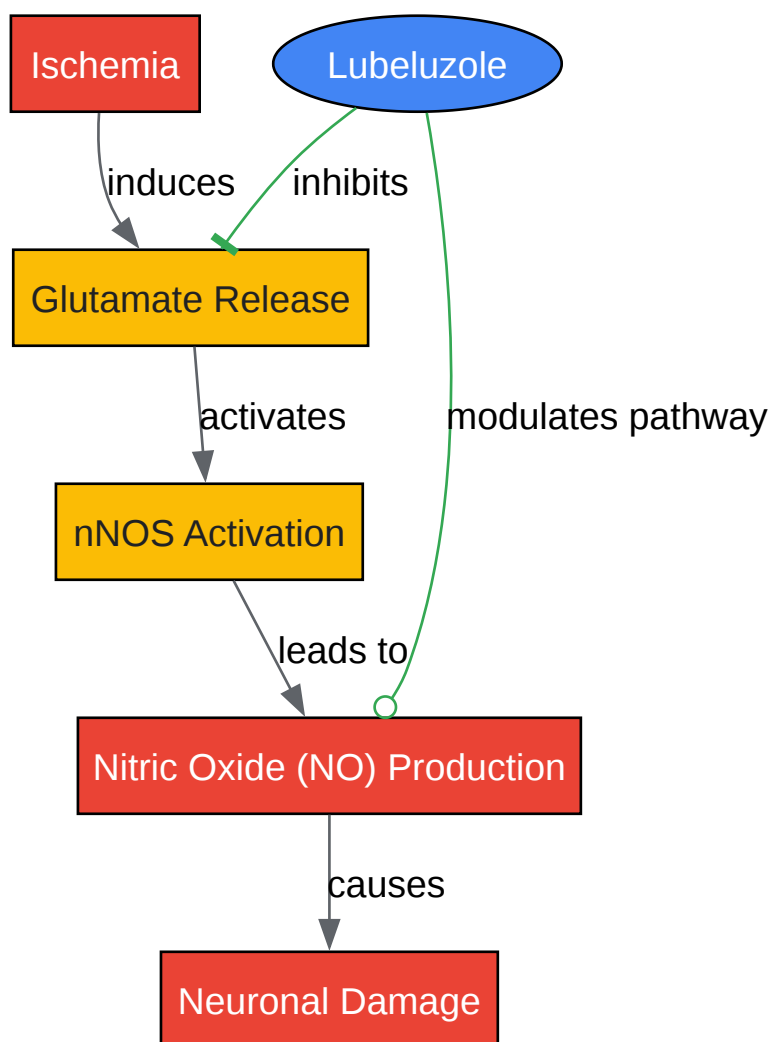 Ischemia
Lubeluzole
induces
inhibits
Glutamate Release
activates
modulates pathway
nNOS Activation
leads to
Nitric Oxide (NO) Production
causes
Neuronal Damage